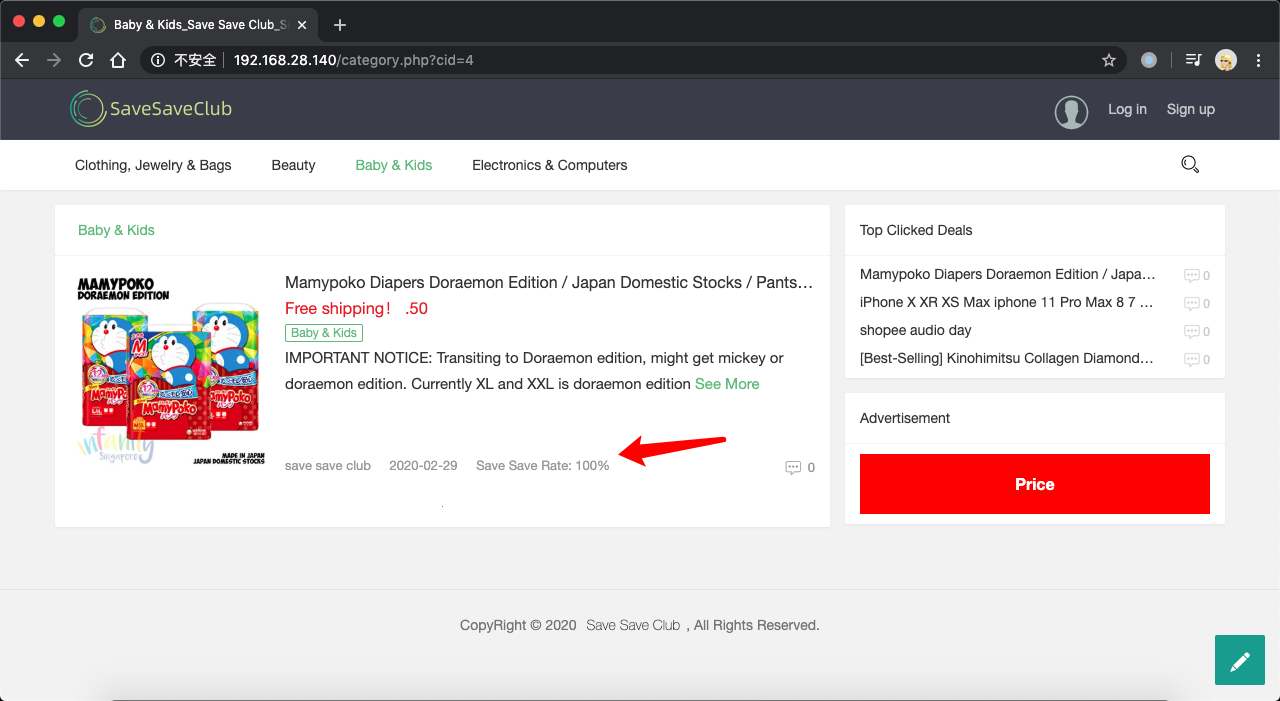 Baby & Kids_Save Save Club_S
不安全
192.168.28.140/category.php?cid=4
SaveSaveClub
Log in
Sign up
Clothing, Jewelry & Bags
Beauty
Baby & Kids
Electronics & Computers
Baby & Kids
MAMYPOKO
DORAEMON EDITION
MamyPoko
MADE IN JAPAN
JAPAN DOMESTIC STOCKS
Mamypoko Diapers Doraemon Edition / Japan Domestic Stocks / Pants...
Free shipping！ .50
Baby & Kids
IMPORTANT NOTICE: Transiting to Doraemon edition, might get mickey or
doraemon edition. Currently XL and XXL is doraemon edition See More
save save club
2020-02-29
Save Save Rate: 100%
0
Top Clicked Deals
Mamypoko Diapers Doraemon Edition / Japa... 0
iPhone X XR XS Max iphone 11 Pro Max 8 7 ... 0
shopee audio day 0
[Best-Selling] Kinohimitsu Collagen Diamond... 0
Advertisement
Price
CopyRight © 2020 Save Save Club , All Rights Reserved.